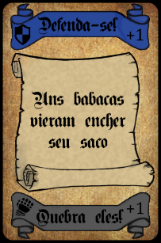 Defenda-se!
+1
Uns babacas
vieram encher
seu saco
Quebra eles!
+1